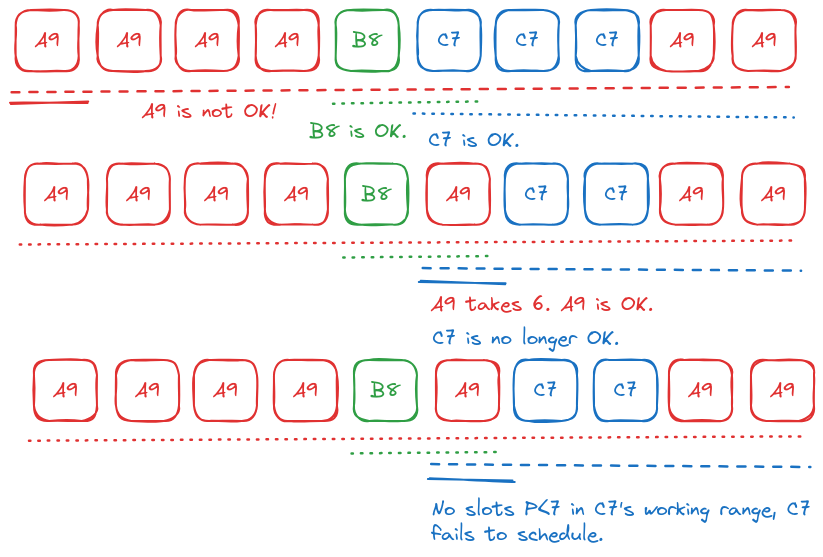 A9 A9 A9 A9 B8 C7 C7 C7 A9 A9
A9 is not OK!
B8 is OK.
C7 is OK.
A9 A9 A9 A9 B8 A9 C7 C7 A9 A9
A9 takes 6. A9 is OK.
C7 is no longer OK.
A9 A9 A9 A9 B8 A9 C7 C7 A9 A9
No slots P<7 in C7's working range, C7
fails to schedule.